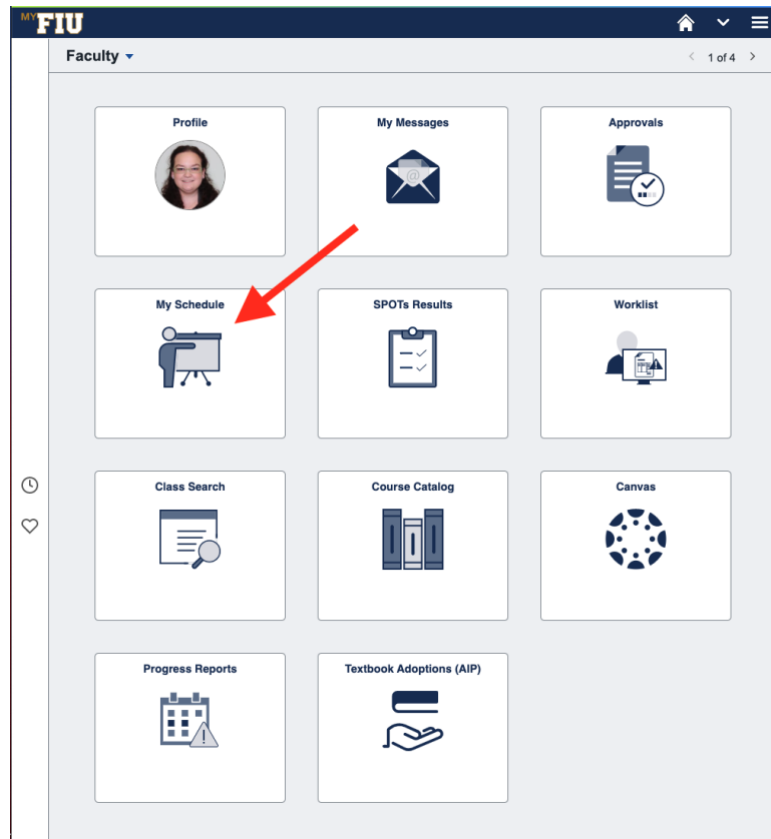 MY FIU
Faculty
1 of 4
Profile
My Messages
@
Approvals
My Schedule
SPOTs Results
Worklist
Class Search
Course Catalog
Canvas
Progress Reports
Textbook Adoptions (AIP)